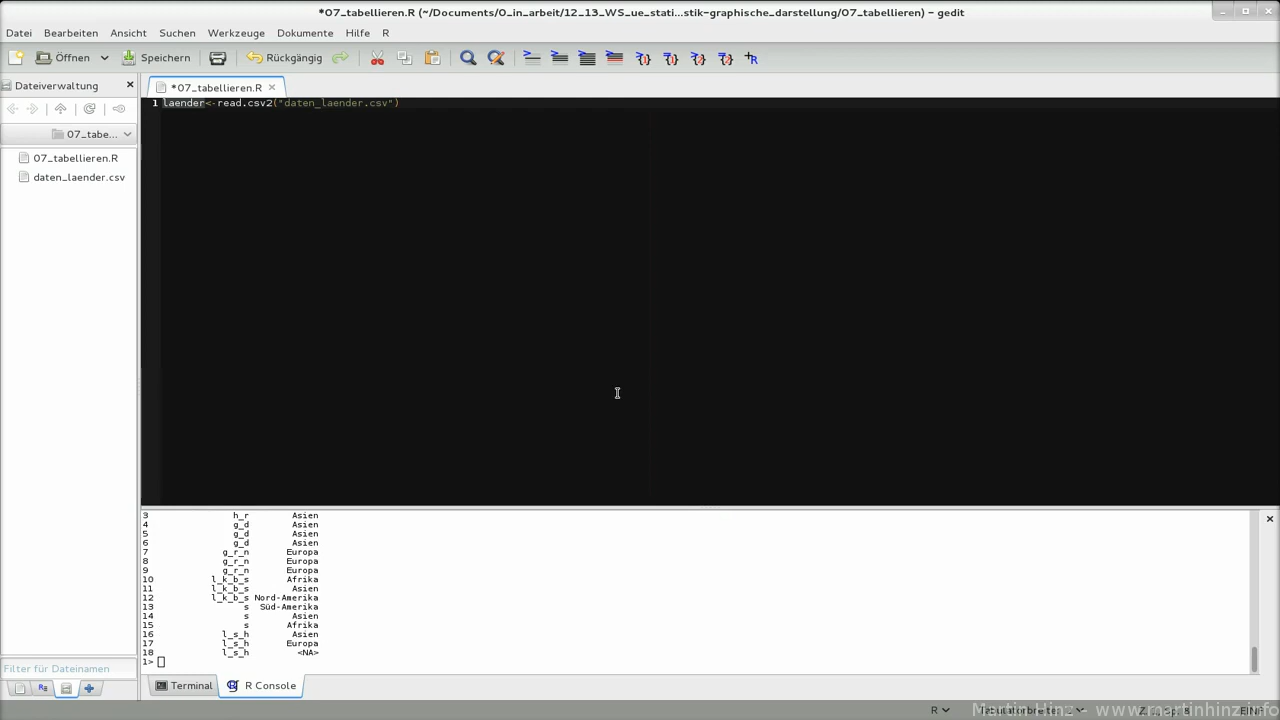 *07_tabellieren.R (~/Documents/0_in_arbeit/12_13_WS_ue_stati...stik-graphische_darstellung/07_tabellieren) – gedit
Datei Bearbeiten Ansicht Suchen Werkzeuge Dokumente Hilfe R
Öffnen Speichern Rückgängig
Dateiverwaltung
*07_tabellieren.R
1 laender<-read.csv2("daten_laender.csv")
07_tabe...
07_tabellieren.R
daten_laender.csv
3 h_r Asien
4 g_d Asien
5 g_d Asien
6 g_d Asien
7 g_r_n Europa
8 g_r_n Europa
9 g_r_n Europa
10 l_k_b_s Afrika
11 l_k_b_s Asien
12 l_k_b_s Nord-Amerika
13 s Süd-Amerika
14 s Asien
15 s Afrika
16 l_s_h Asien
17 l_s_h Europa
18 l_s_h <NA>
1>
Filter für Dateinamen
Terminal R Console
R
Martin Hinz - www.martinhinz.info